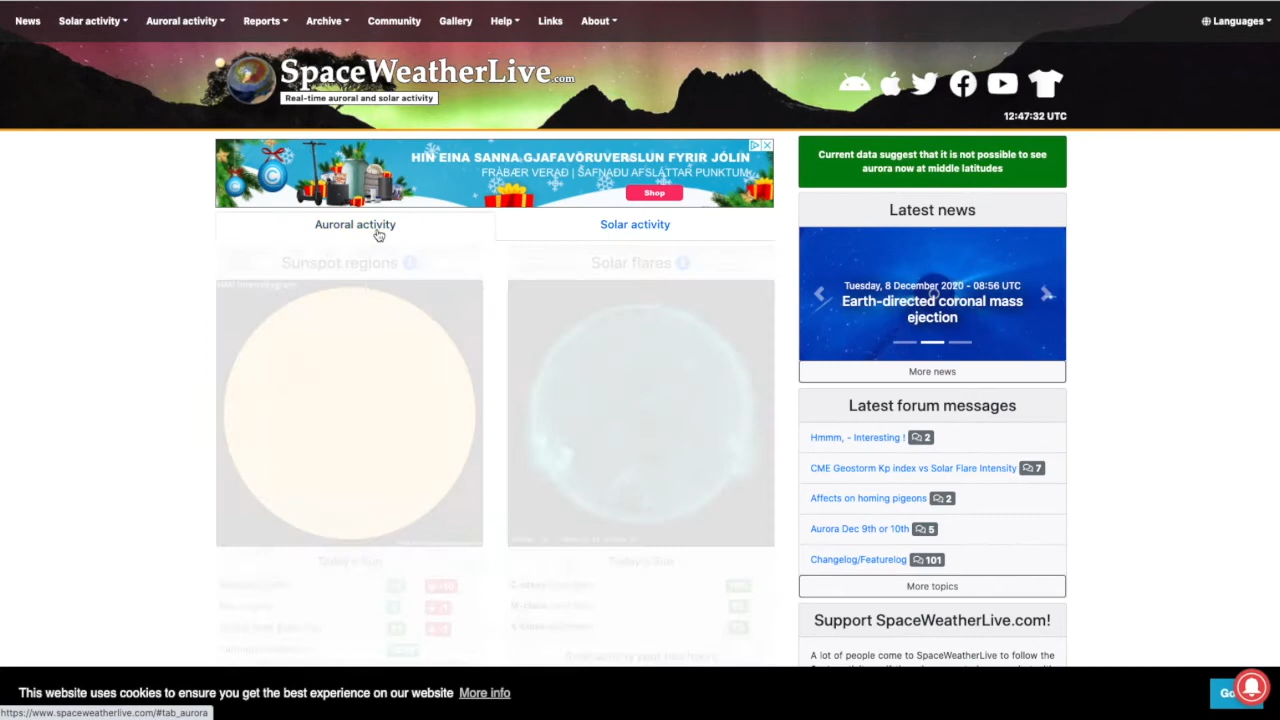 News Solar activity Auroral activity Reports Archive Community Gallery Help Links About Languages
SpaceWeatherLive.com
Real-time auroral and solar activity
12:47:32 UTC
HIN EINA SANNA GJAFAVÖRUVERSLUN FYRIR JÓLIN
FRÁBÆR VERÐ | SAFNAÐU AFSLÁTTAR PUNKTUM
Shop
Auroral activity Solar activity
Sunspot regions
Solar flares
Today's Sun
Current data suggest that it is not possible to see
aurora now at middle latitudes
Latest news
Tuesday, 8 December 2020 - 08:56 UTC
Earth-directed coronal mass
ejection
More news
Latest forum messages
Hmmm, - Interesting ! 2
CME Geostorm Kp index vs Solar Flare Intensity 7
Affects on homing pigeons 2
Aurora Dec 9th or 10th 5
Changelog/Featurelog 101
More topics
Support SpaceWeatherLive.com!
A lot of people come to SpaceWeatherLive to follow the
This website uses cookies to ensure you get the best experience on our website More info
https://www.spaceweatherlive.com/#tab_aurora